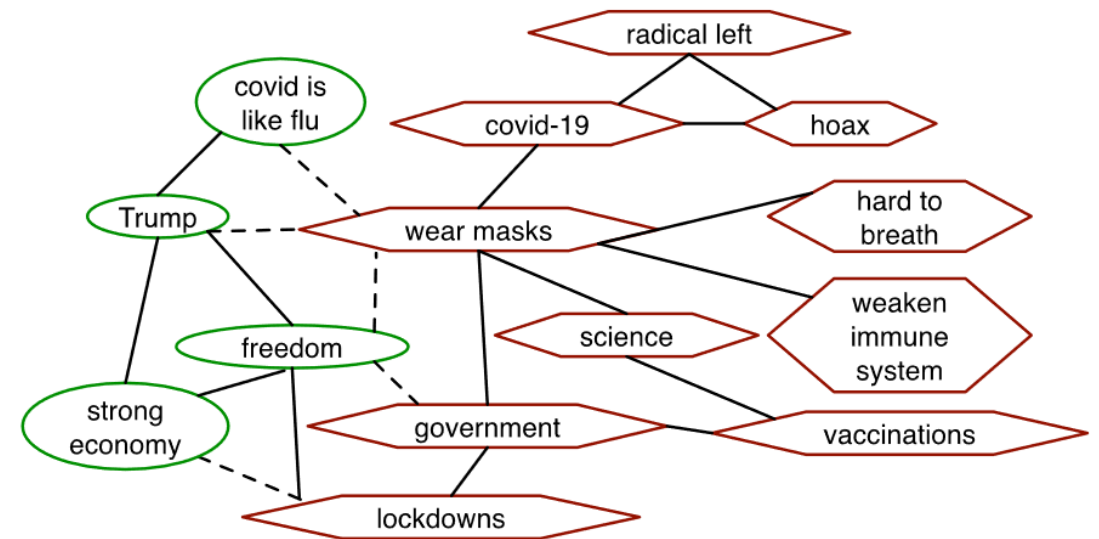 radical left
covid is
like flu
covid-19
hoax
Trump
wear masks
hard to
breath
weaken
immune
system
science
freedom
strong
economy
government
vaccinations
lockdowns